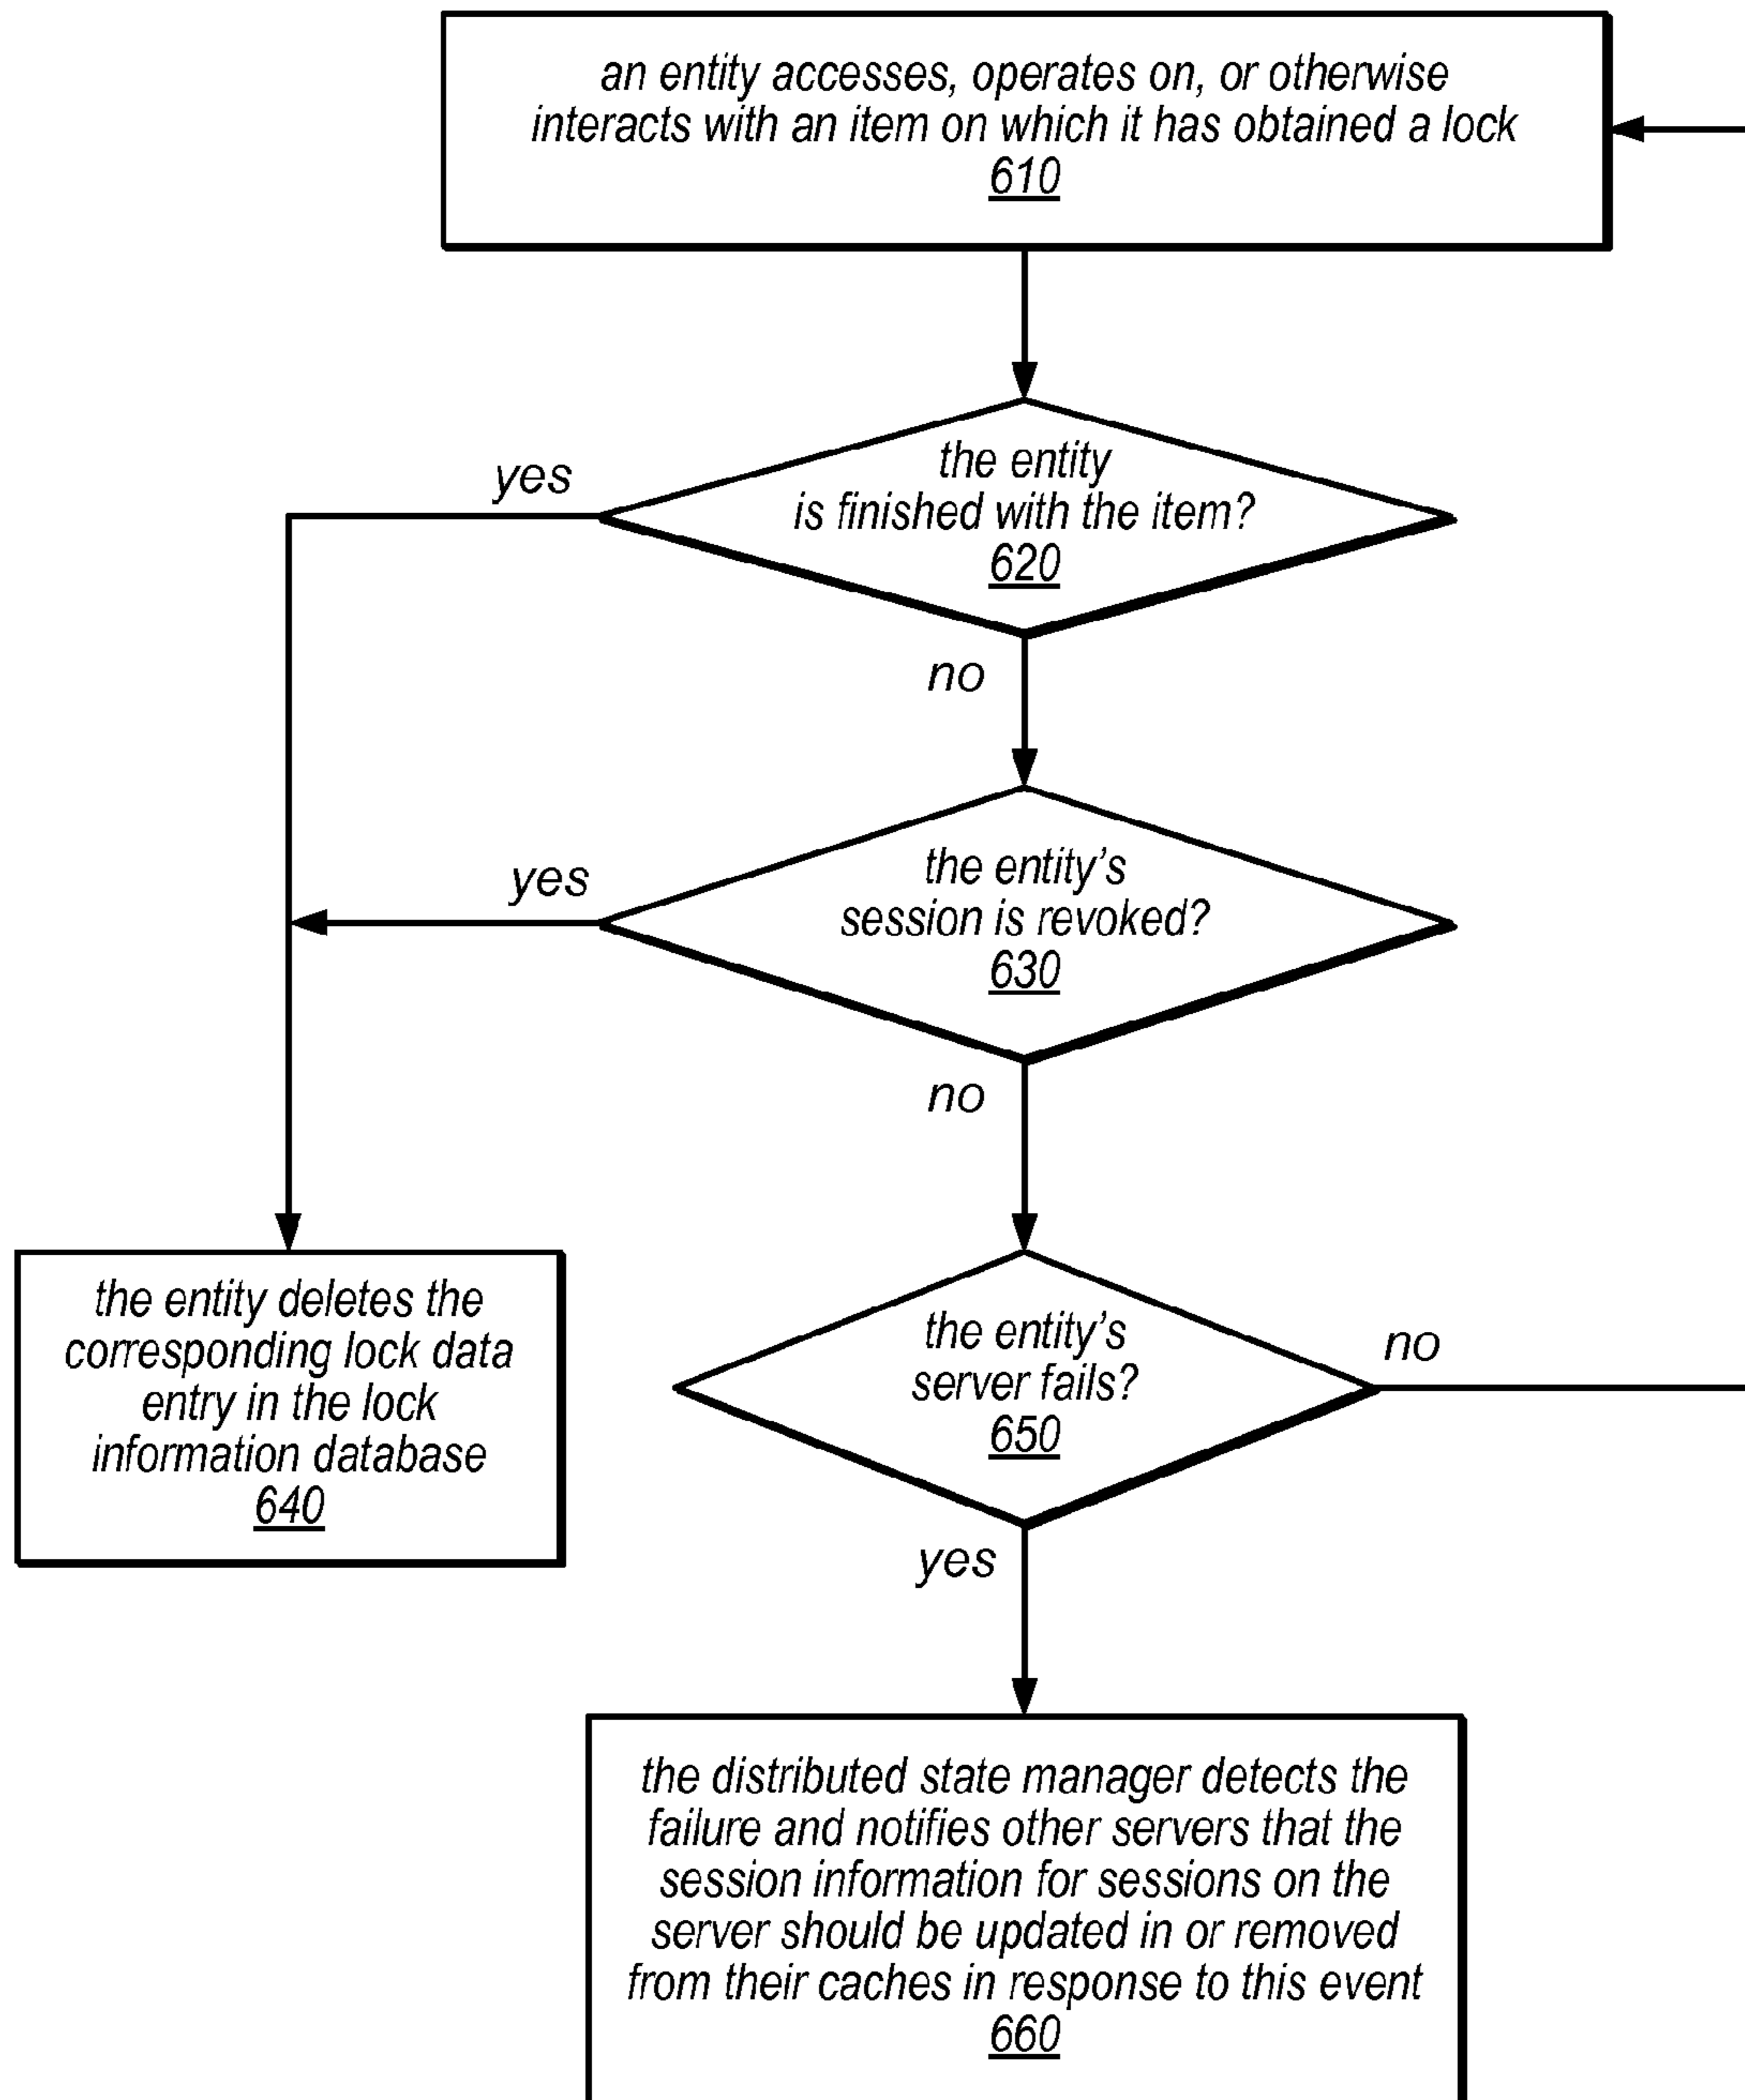 an entity accesses, operates on, or otherwise
interacts with an item on which it has obtained a lock
610
the entity
is finished with the item?
620
yes
no
the entity's
session is revoked?
630
yes
no
the entity deletes the
corresponding lock data
entry in the lock
information database
640
the entity's
server fails?
650
no
yes
the distributed state manager detects the
failure and notifies other servers that the
session information for sessions on the
server should be updated in or removed
from their caches in response to this event
660